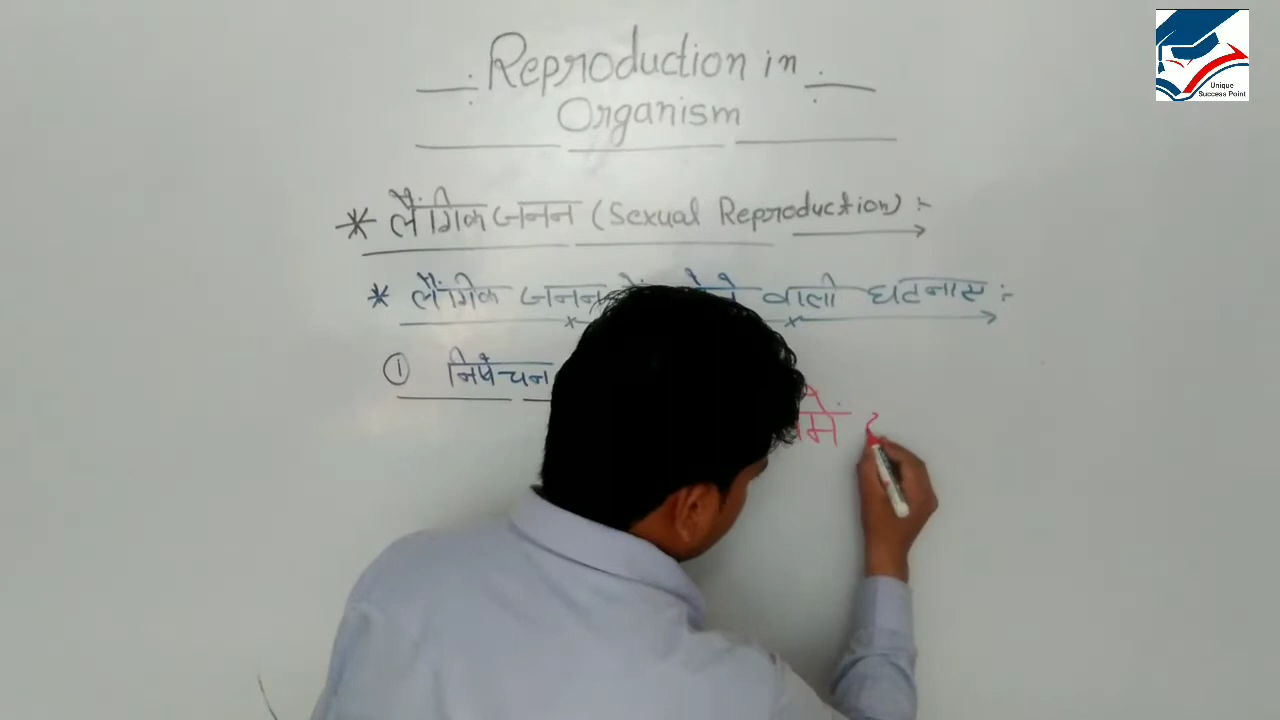 Reproduction in
Organism
* लैंगिक जनन (Sexual Reproduction) :-
* लैंगिक जनन वाली घटनाएं :-
① निषेचन
में
Unique
Success Point